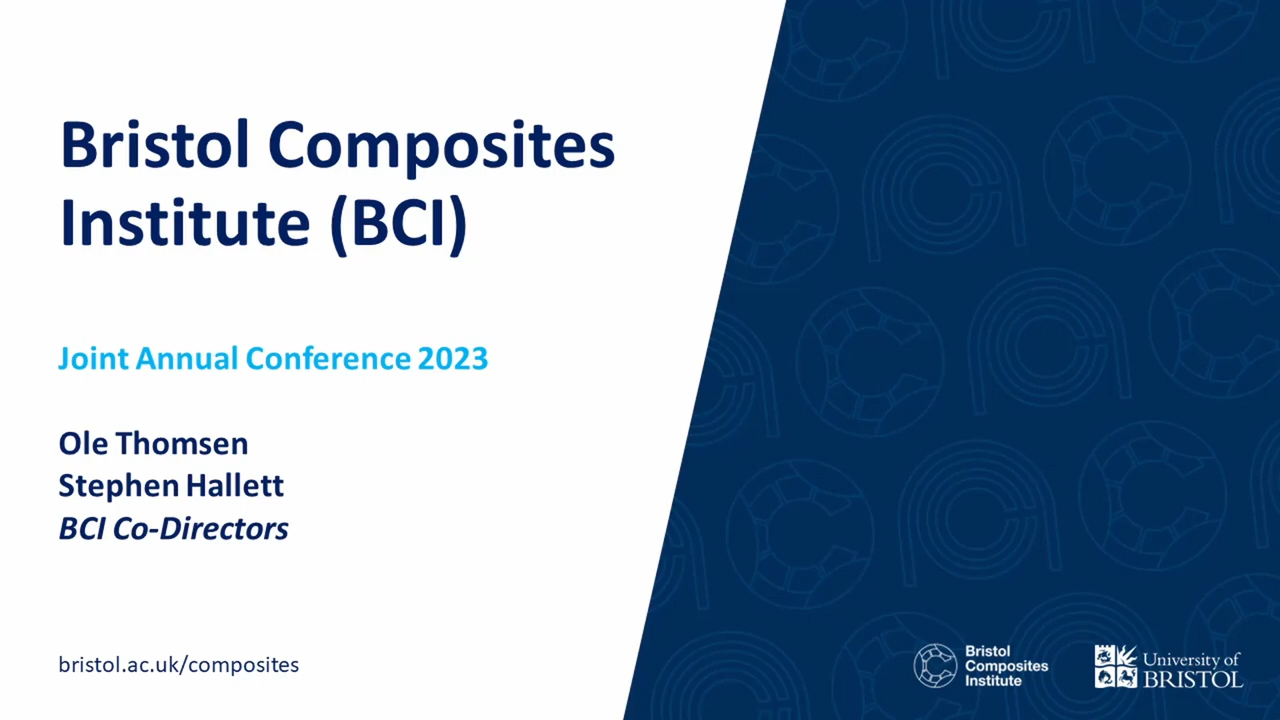 Bristol Composites
Institute (BCI)
Joint Annual Conference 2023
Ole Thomsen
Stephen Hallett
BCI Co-Directors
bristol.ac.uk/composites
Bristol
Composites
Institute
University of
BRISTOL